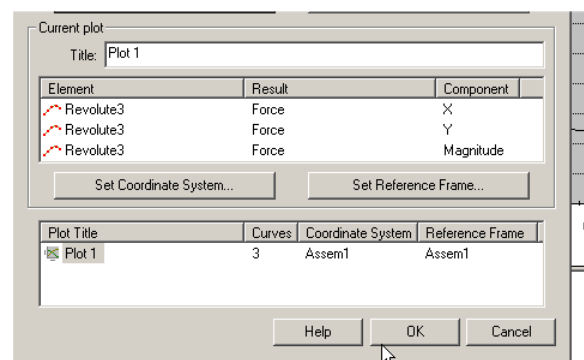 Current plot
Title: Plot 1
Element Result Component
Revolute3 Force X
Revolute3 Force Y
Revolute3 Force Magnitude
Set Coordinate System... Set Reference Frame...
Plot Title Curves Coordinate System Reference Frame
Plot 1 3 Assem1 Assem1
Help OK Cancel